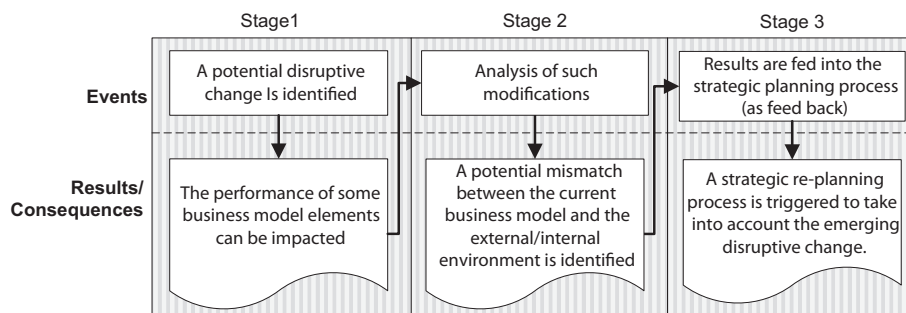 Stage1
Stage 2
Stage 3
Events
A potential disruptive
change Is identified
Analysis of such
modifications
Results are fed into the
strategic planning process
(as feed back)
Results/
Consequences
The performance of some
business model elements
can be impacted
A potential mismatch
between the current
business model and the
external/internal
environment is identified
A strategic re-planning
process is triggered to take
into account the emerging
disruptive change.